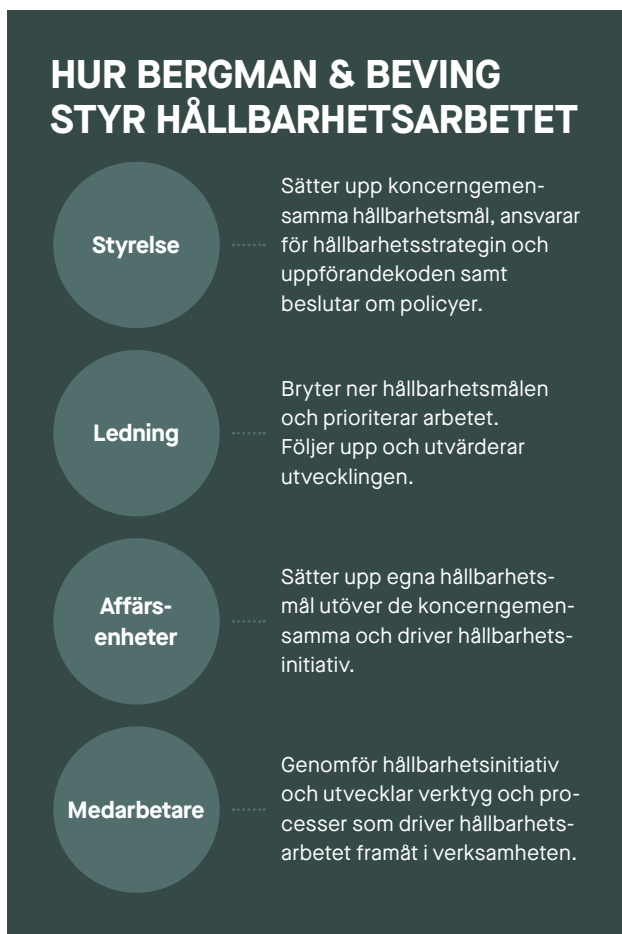 HUR BERGMAN & BEVING
STYR HÅLLBARHETSARBETET
Styrelse
Sätter upp koncerngemen-
samma hållbarhetsmål, ansvarar
för hållbarhetsstrategin och
uppförandekoden samt
beslutar om policyer.
Ledning
Bryter ner hållbarhetsmålen
och prioriterar arbetet.
Följer upp och utvärderar
utvecklingen.
Affärs-
enheter
Sätter upp egna hållbarhets-
mål utöver de koncerngemen-
samma och driver hållbarhets-
initiativ.
Medarbetare
Genomför hållbarhetsinitiativ
och utvecklar verktyg och pro-
cesser som driver hållbarhets-
arbetet framåt i verksamheten.